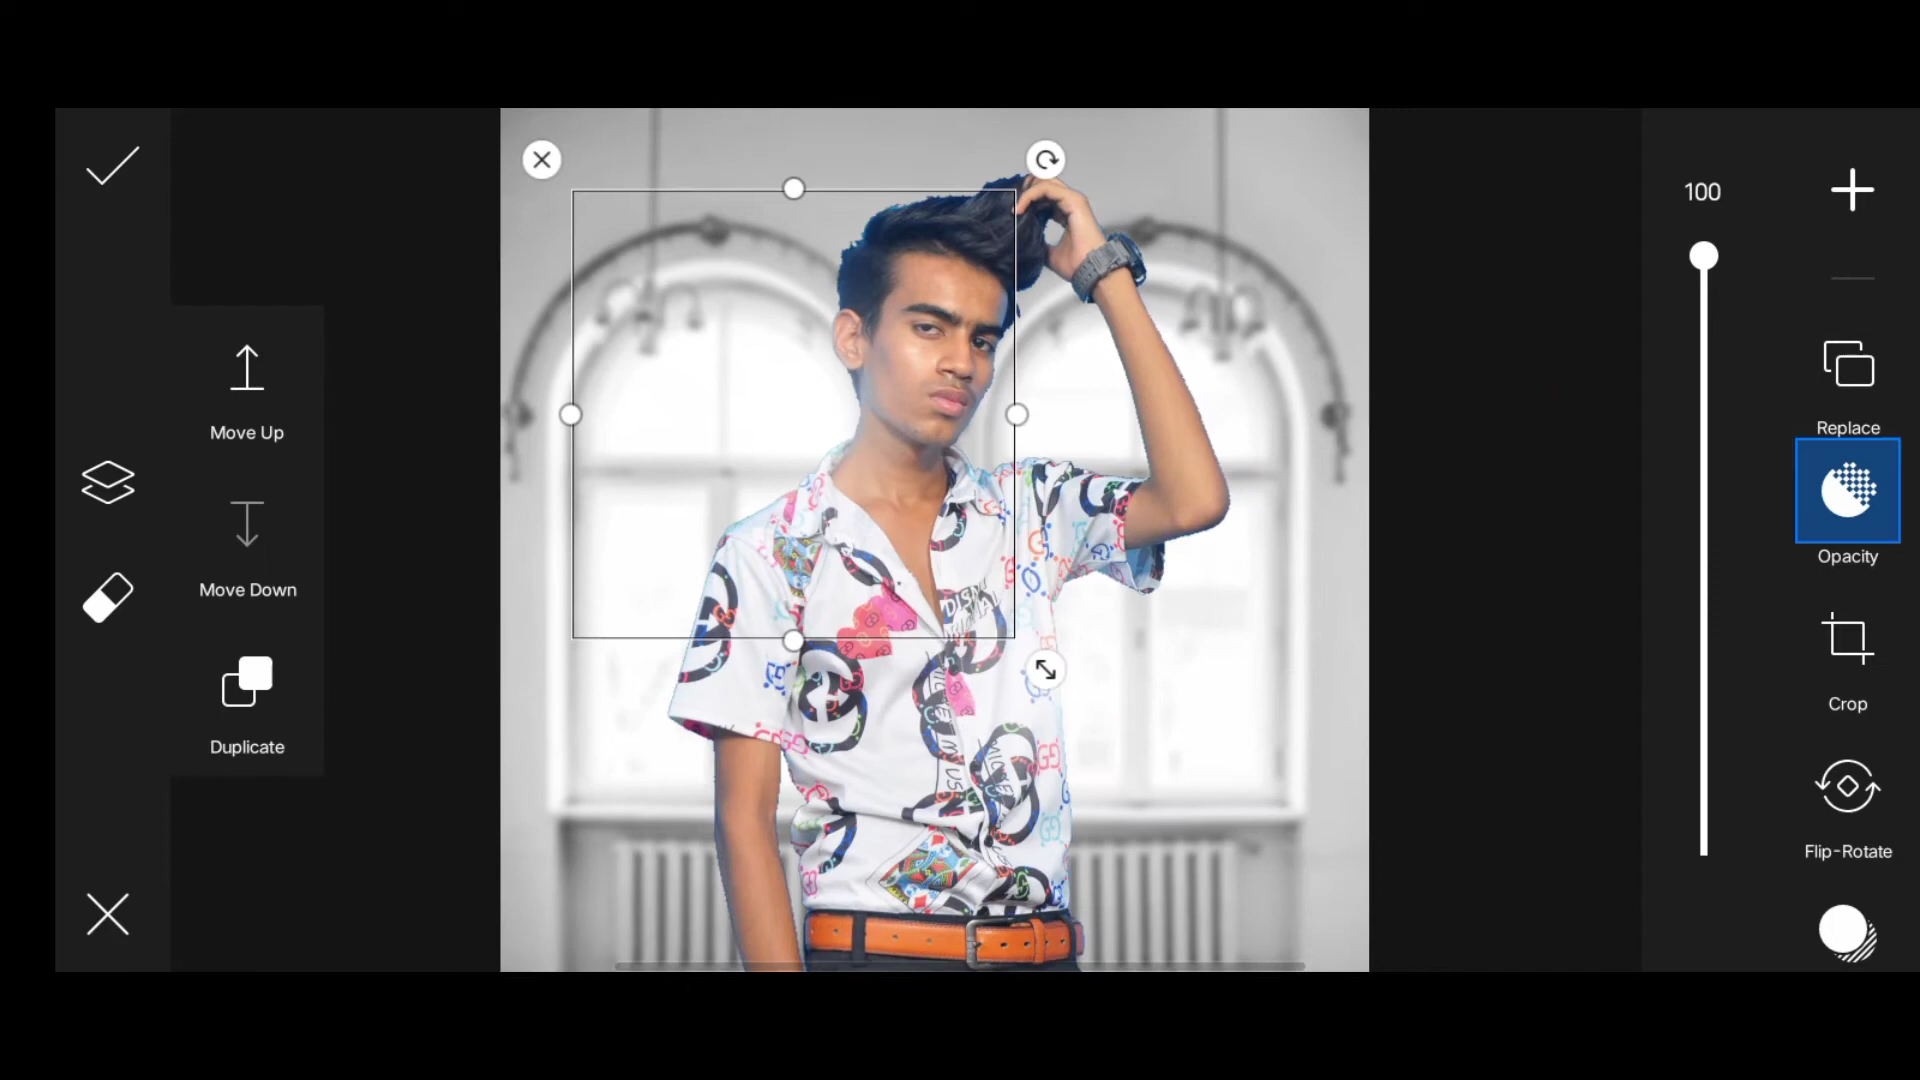 100
Move Up
Replace
Opacity
Move Down
Crop
Duplicate
Flip-Rotate